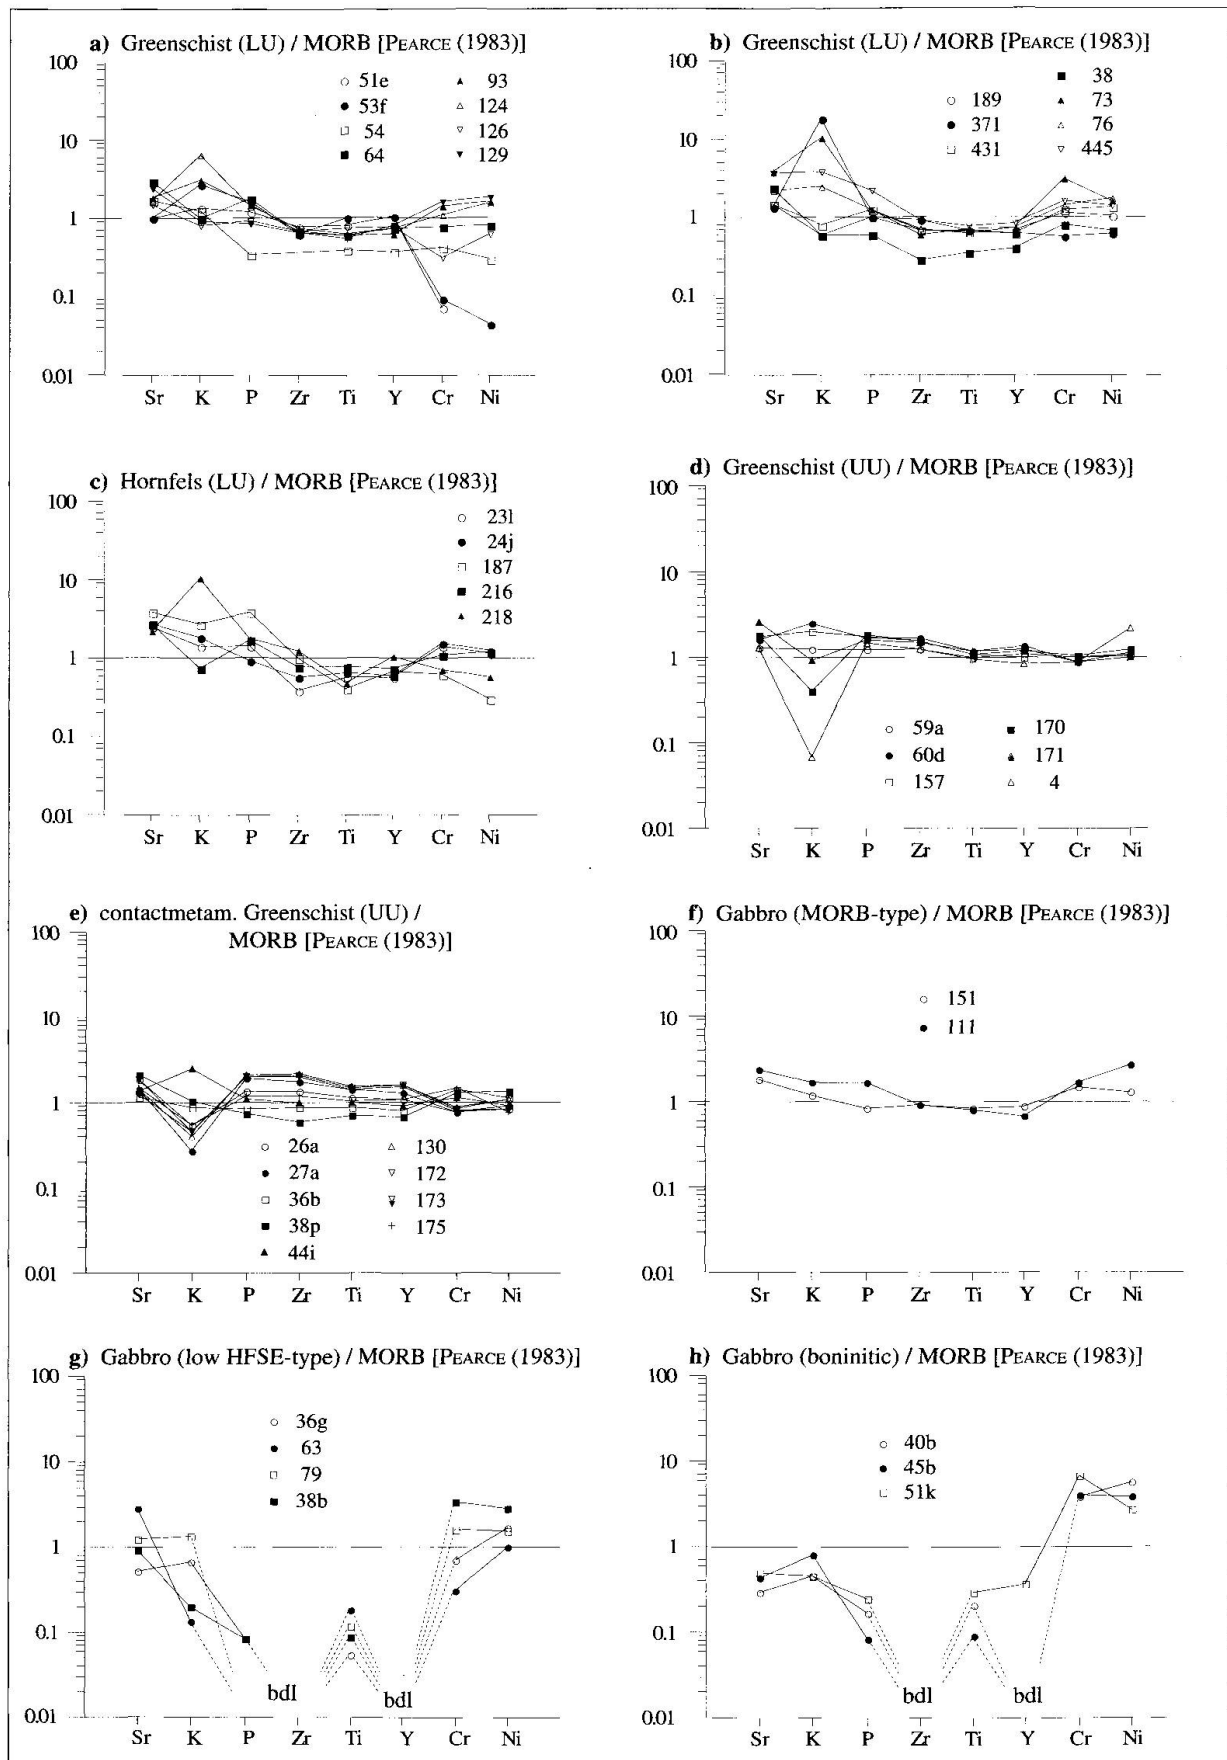 a) Greenschist (LU) / MORB [PEARCE (1983)]
100
10
1
0.1
0.01
51e
53f
54
64
93
124
126
129
Sr K P Zr Ti Y Cr Ni
b) Greenschist (LU) / MORB [PEARCE (1983)]
100
10
1
0.1
0.01
189
371
431
38
73
76
445
Sr K P Zr Ti Y Cr Ni
c) Hornfels (LU) / MORB [PEARCE (1983)]
100
10
1
0.1
0.01
23l
24j
187
216
218
Sr K P Zr Ti Y Cr Ni
d) Greenschist (UU) / MORB [PEARCE (1983)]
100
10
1
0.1
0.01
59a
60d
157
170
171
4
Sr K P Zr Ti Y Cr Ni
e) contactmetam. Greenschist (UU) /
MORB [PEARCE (1983)]
100
10
1
0.1
0.01
26a
27a
36b
38p
44i
130
172
173
175
Sr K P Zr Ti Y Cr Ni
f) Gabbro (MORB-type) / MORB [PEARCE (1983)]
100
10
1
0.1
0.01
151
111
Sr K P Zr Ti Y Cr Ni
g) Gabbro (low HFSE-type) / MORB [PEARCE (1983)]
100
10
1
0.1
0.01
36g
63
79
38b
bdl
bdl
Sr K P Zr Ti Y Cr Ni
h) Gabbro (boninitic) / MORB [PEARCE (1983)]
100
10
1
0.1
0.01
40b
45b
51k
bdl
bdl
Sr K P Zr Ti Y Cr Ni